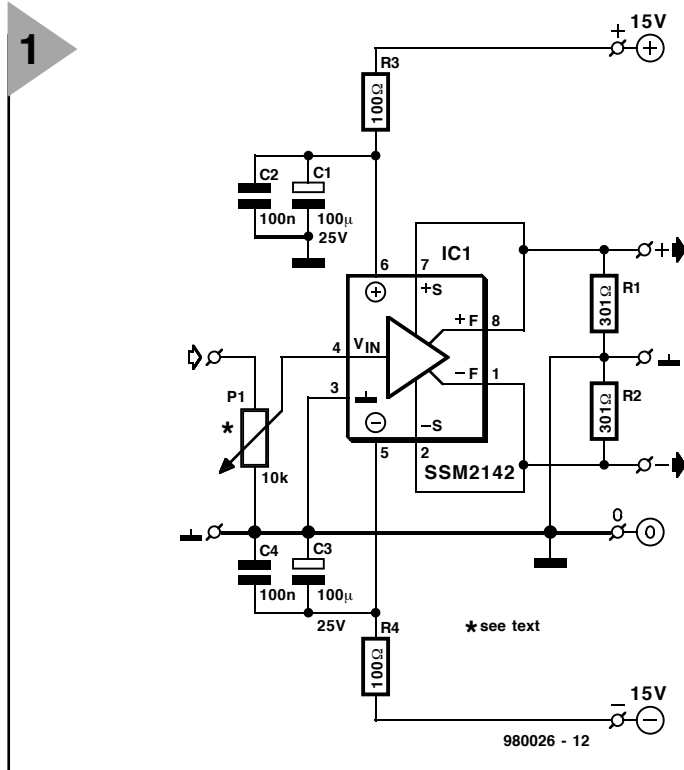 1
+ 15V
R3
100Ω
C2
C1
100n
100µ
25V
IC1
6
7
+S
+F
8
+
R1
301Ω
4
VIN
3
−F
1
R2
301Ω
P1
*
−S
5
2
−
SSM2142
10k
0
0
C4
C3
100n
100µ
25V
R4
* see text
100Ω
− 15V
980026 - 12